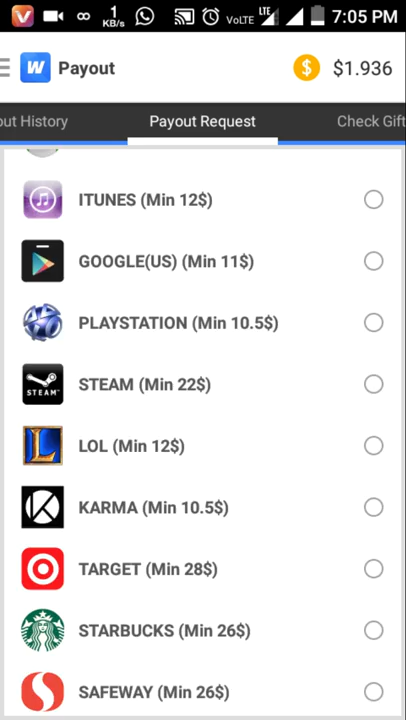 1
KB/s
VoLTE
LTE
7:05 PM
W Payout
$ $1.936
out History
Payout Request
Check Gift
ITUNES (Min 12$)
GOOGLE(US) (Min 11$)
PLAYSTATION (Min 10.5$)
STEAM
STEAM (Min 22$)
L
LOL (Min 12$)
K
KARMA (Min 10.5$)
TARGET (Min 28$)
STARBUCKS (Min 26$)
SAFEWAY (Min 26$)